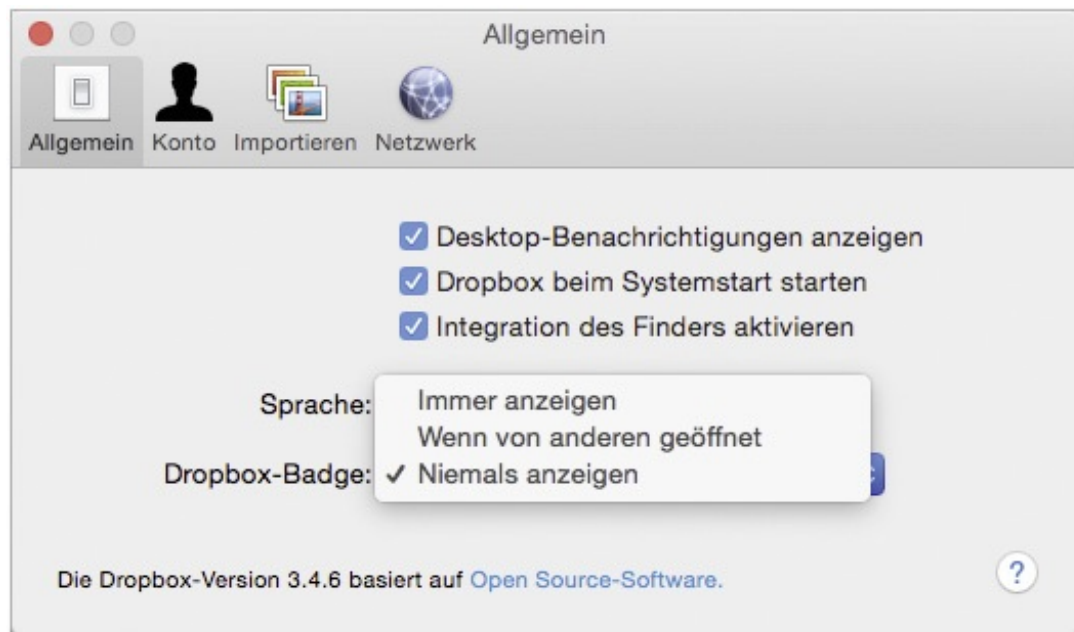 Allgemein
Allgemein Konto Importieren Netzwerk
Desktop-Benachrichtigungen anzeigen
Dropbox beim Systemstart starten
Integration des Finders aktivieren
Sprache:
Immer anzeigen
Wenn von anderen geöffnet
Dropbox-Badge: ✓ Niemals anzeigen
Die Dropbox-Version 3.4.6 basiert auf Open Source-Software.
?